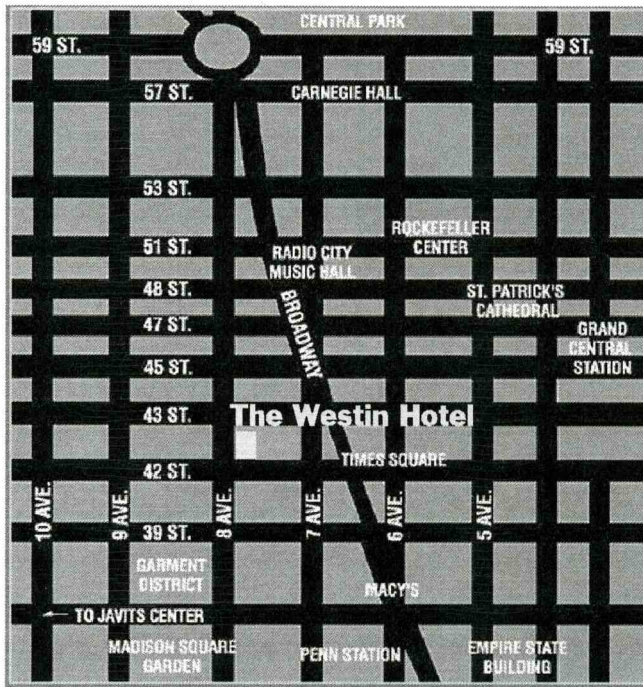 CENTRAL PARK
59 ST.
59 ST.
57 ST.
CARNEGIE HALL
53 ST.
ROCKEFELLER
CENTER
51 ST.
RADIO CITY
MUSIC HALL
48 ST.
ST. PATRICK'S
CATHEDRAL
BROADWAY
47 ST.
GRAND
CENTRAL
STATION
45 ST.
43 ST.
The Westin Hotel
TIMES SQUARE
42 ST.
10 AVE.
9 AVE.
8 AVE.
7 AVE.
6 AVE.
5 AVE.
39 ST.
GARMENT
DISTRICT
MACY'S
TO JAVITS CENTER
MADISON SQUARE
GARDEN
PENN STATION
EMPIRE STATE
BUILDING